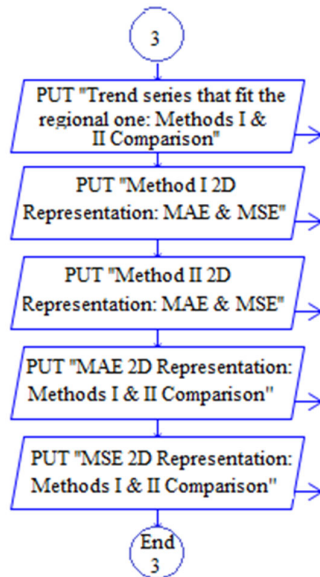 3
PUT "Trend series that fit the
regional one: Methods I &
II Comparison"
PUT "Method I 2D
Representation: MAE & MSE"
PUT "Method II 2D
Representation: MAE & MSE"
PUT "MAE 2D Representation:
Methods I & II Comparison"
PUT "MSE 2D Representation:
Methods I & II Comparison"
End
3